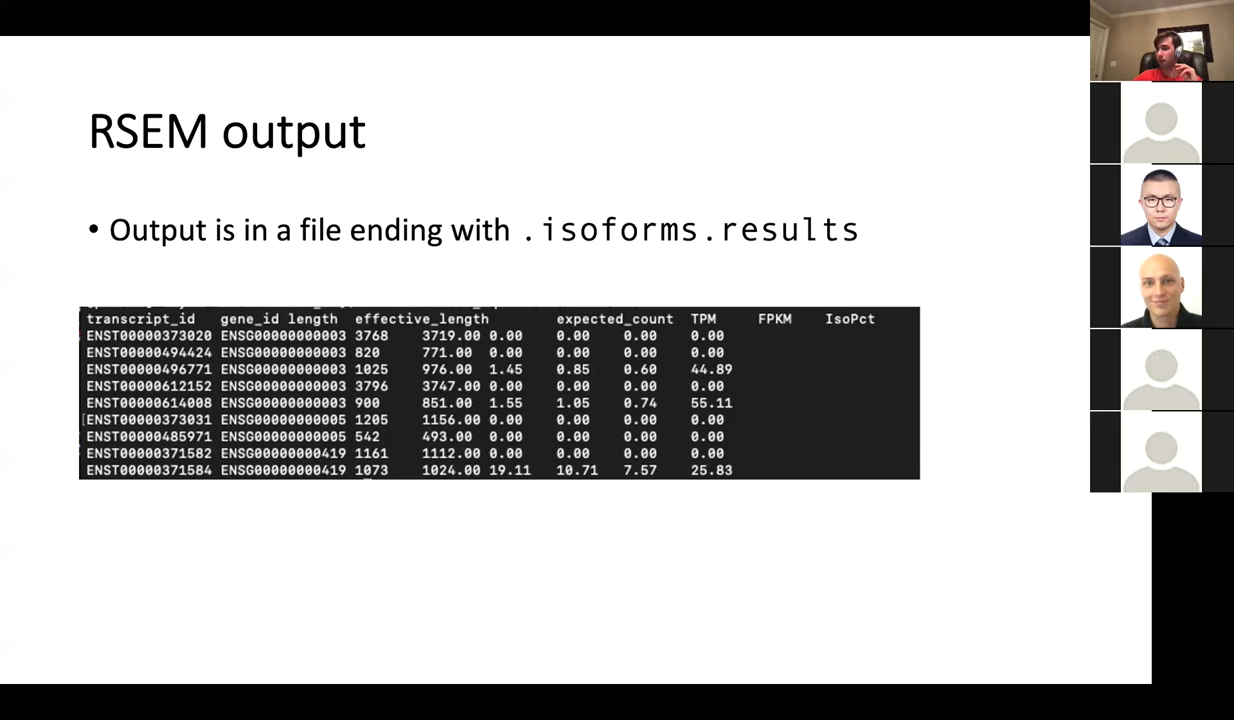 RSEM output
• Output is in a file ending with .isoforms.results
transcript_id gene_id length effective_length expected_count TPM FPKM IsoPct
ENST00000373020 ENSG00000000003 3768 3719.00 0.00 0.00 0.00 0.00
ENST00000494424 ENSG00000000003 820 771.00 0.00 0.00 0.00 0.00
ENST00000496771 ENSG00000000003 1025 976.00 1.45 0.85 0.60 44.89
ENST00000612152 ENSG00000000003 3796 3747.00 0.00 0.00 0.00 0.00
ENST00000614008 ENSG00000000003 900 851.00 1.55 1.05 0.74 55.11
ENST00000373031 ENSG00000000005 1205 1156.00 0.00 0.00 0.00 0.00
ENST00000485971 ENSG00000000005 542 493.00 0.00 0.00 0.00 0.00
ENST00000371582 ENSG00000000419 1161 1112.00 0.00 0.00 0.00 0.00
ENST00000371584 ENSG00000000419 1073 1024.00 19.11 10.71 7.57 25.83